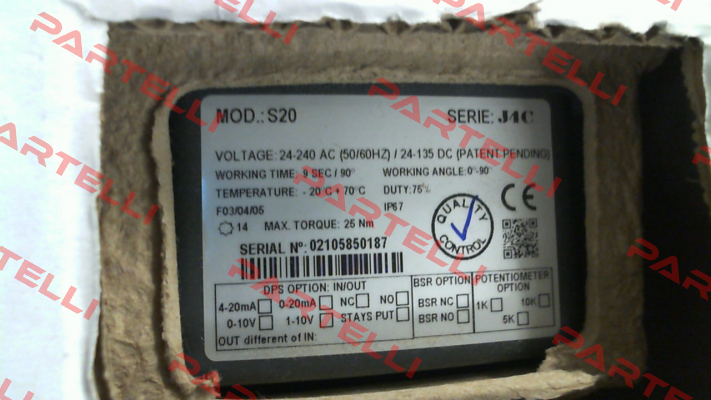 MOD.: S20 SERIE: J4C
VOLTAGE: 24-240 AC (50/60HZ) / 24-135 DC (PATENT PENDING)
WORKING TIME: 9 SEC / 90° WORKING ANGLE: 0°-90
TEMPERATURE: - 20°C + 70°C DUTY: 75%
F03/04/05 IP67
14 MAX. TORQUE: 25 Nm
QUALITY CONTROL
CE
SERIAL Nº: 02105850187
DPS OPTION: IN/OUT BSR OPTION POTENTIOMETER OPTION
4-20mA 0-20mA NC NO BSR NC 1K 10K
0-10V 1-10V STAYS PUT BSR NO 5K
OUT different of IN:
PARTELLI
PARTELLI
PARTELLI
PARTELLI
PARTELLI
PARTELLI
PARTELLI
PARTELLI